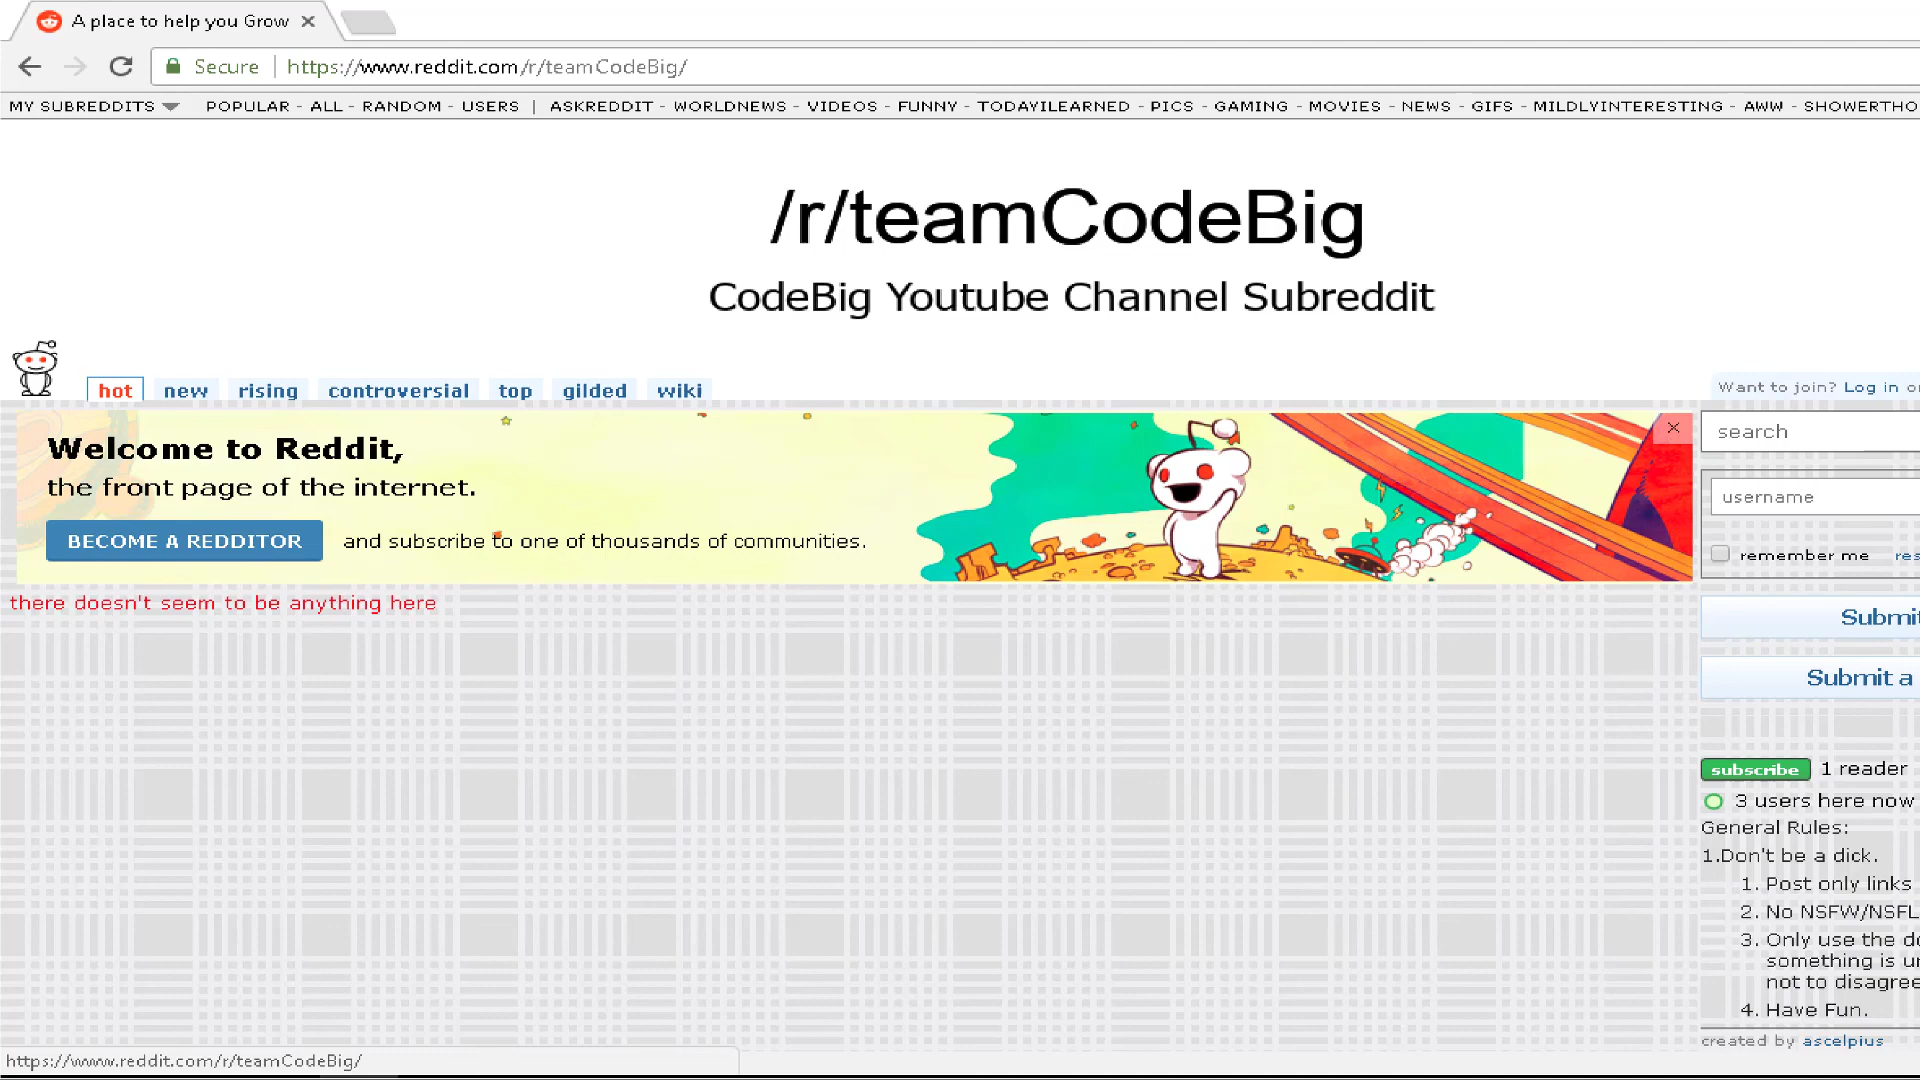 A place to help you Grow
Secure https://www.reddit.com/r/teamCodeBig/
MY SUBREDDITS POPULAR - ALL - RANDOM - USERS | ASKREDDIT - WORLDNEWS - VIDEOS - FUNNY - TODAYILEARNED - PICS - GAMING - MOVIES - NEWS - GIFS - MILDLYINTERESTING - AWW - SHOWERTHO
/r/teamCodeBig
CodeBig Youtube Channel Subreddit
hot new rising controversial top gilded wiki
Want to join? Log in or
Welcome to Reddit,
the front page of the internet.
BECOME A REDDITOR and subscribe to one of thousands of communities.
there doesn't seem to be anything here
search
username
remember me res
Submit
Submit a
subscribe 1 reader
3 users here now
General Rules:
1.Don't be a dick.
1. Post only links
2. No NSFW/NSFL
3. Only use the do
something is un
not to disagree
4. Have Fun.
created by ascelpius
https://www.reddit.com/r/teamCodeBig/